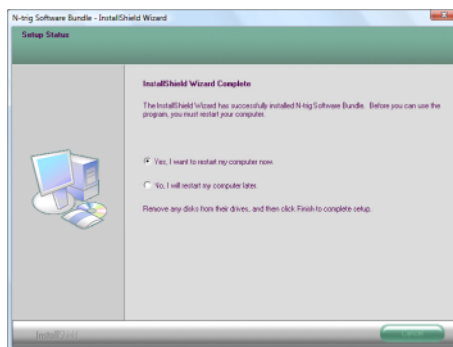 N-trig Software Bundle - InstallShield Wizard
Setup Status
InstallShield Wizard Complete
The InstallShield Wizard has successfully installed N-trig Software Bundle. Before you can use the
program, you must restart your computer.
Yes, I want to restart my computer now.
No, I will restart my computer later.
Remove any disks from their drives, and then click Finish to complete setup.
InstallShield